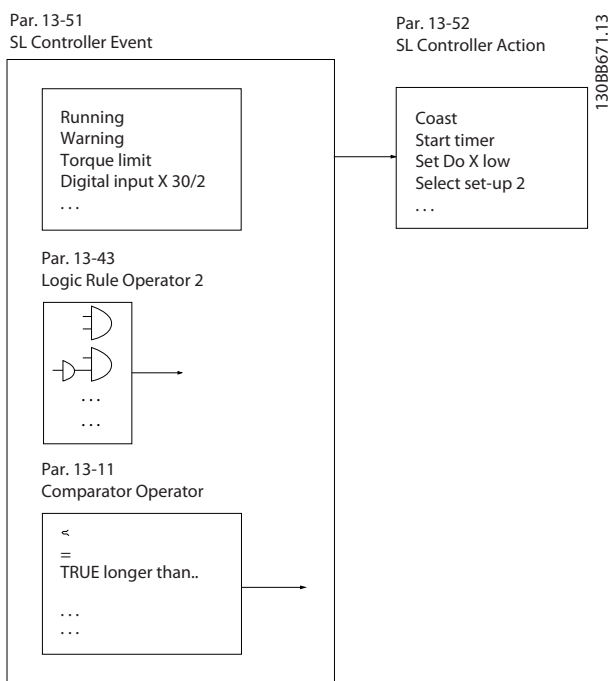 Par. 13-51
SL Controller Event
Par. 13-52
SL Controller Action
130BB671.13
Running
Warning
Torque limit
Digital input X 30/2
. . .
Coast
Start timer
Set Do X low
Select set-up 2
. . .
Par. 13-43
Logic Rule Operator 2
. . .
. . .
Par. 13-11
Comparator Operator
<
=
TRUE longer than..
. . .
. . .